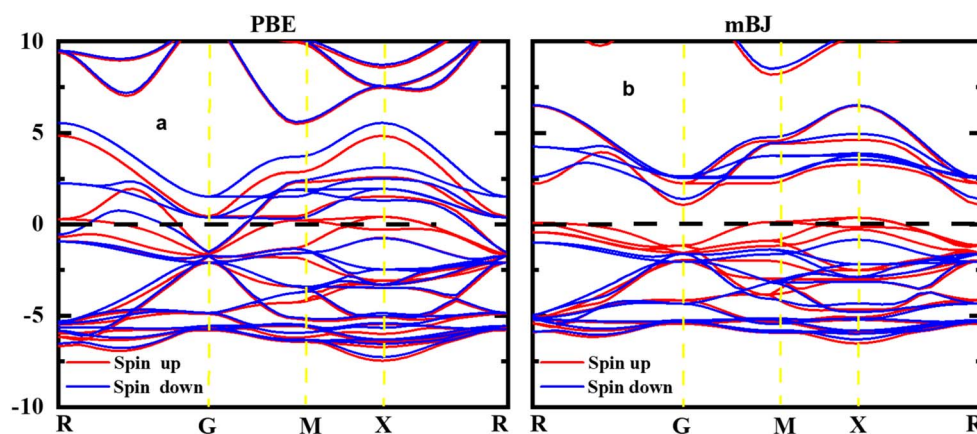 PBE
mBJ
10
5
0
-5
-10
a
b
Spin up
Spin down
Spin up
Spin down
R G M X R
R G M X R